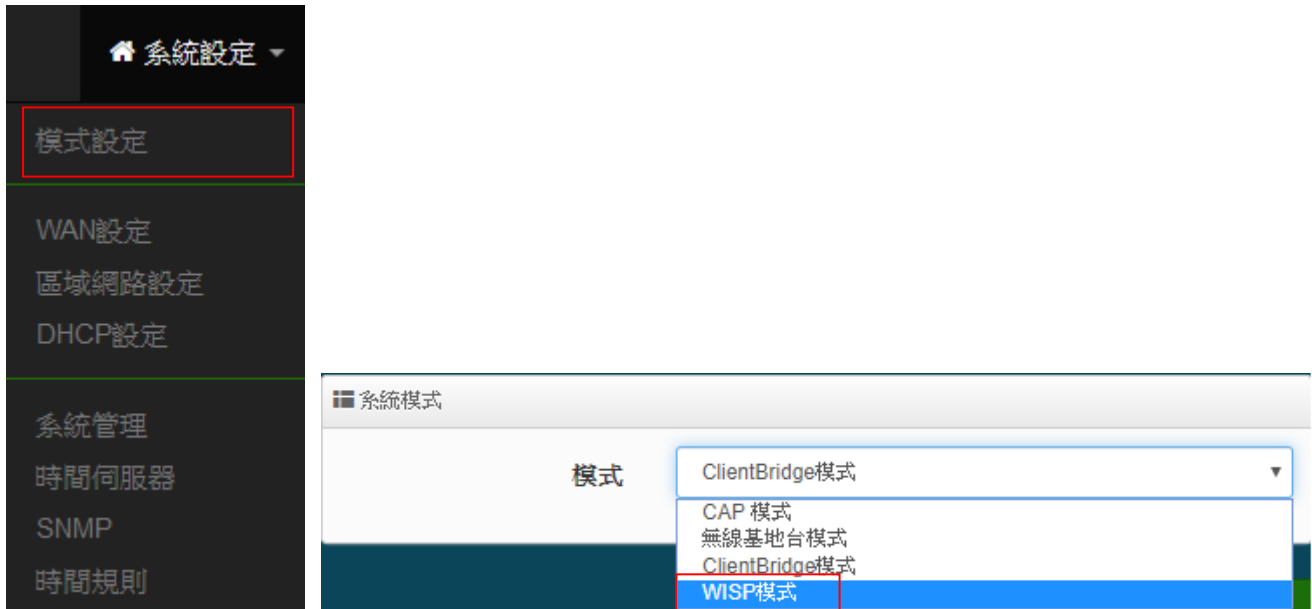 系統設定
模式設定
WAN設定
區域網路設定
DHCP設定
系統管理
時間伺服器
SNMP
時間規則
系統模式
模式
ClientBridge模式
CAP 模式
無線基地台模式
ClientBridge模式
WISP模式